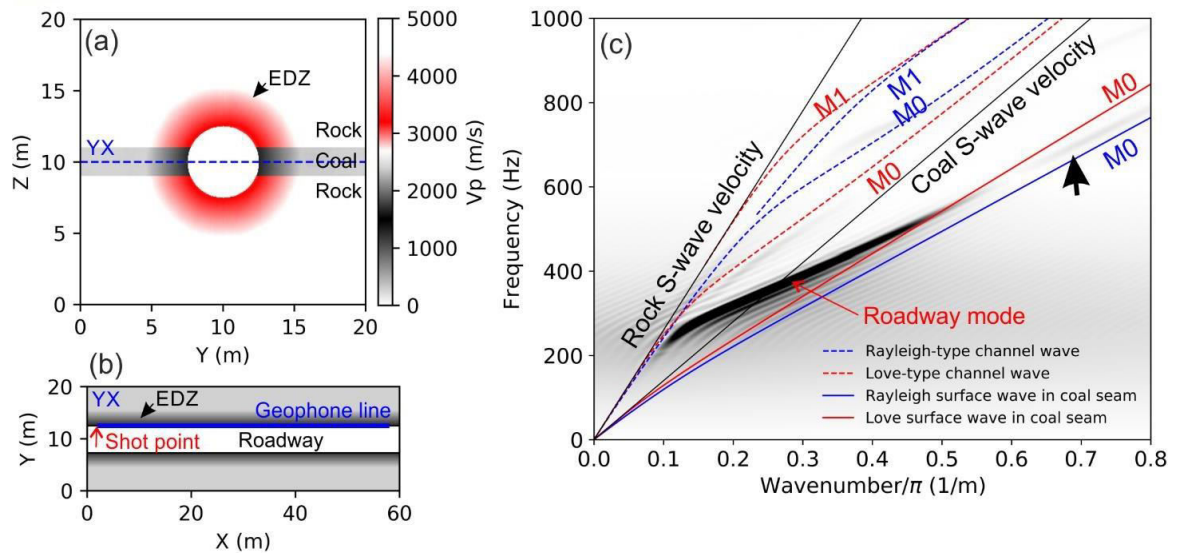 (a)
EDZ
Rock
YX
Coal
Rock
Z (m)
20
15
10
5
0
0
5
10
15
20
Y (m)
5000
4000
3000
2000
1000
0
Vp (m/s)
(b)
YX
EDZ
Geophone line
Shot point
Roadway
Y (m)
20
10
0
0
20
40
60
X (m)
(c)
1000
800
600
400
200
0
Frequency (Hz)
Rock S-wave velocity
M1
M1
M0
M0
Coal S-wave velocity
M0
M0
Roadway mode
Rayleigh-type channel wave
Love-type channel wave
Rayleigh surface wave in coal seam
Love surface wave in coal seam
0.0
0.1
0.2
0.3
0.4
0.5
0.6
0.7
0.8
Wavenumber/π (1/m)